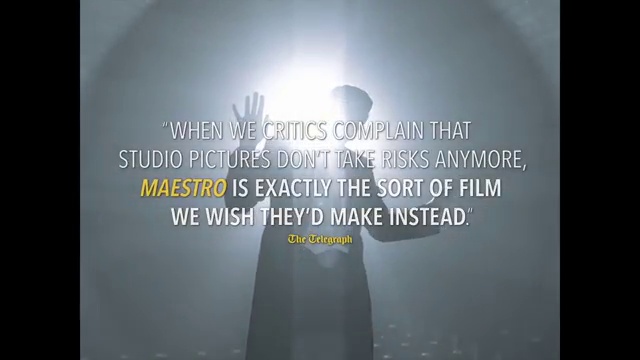 “WHEN WE CRITICS COMPLAIN THAT
STUDIO PICTURES DON’T TAKE RISKS ANYMORE,
MAESTRO IS EXACTLY THE SORT OF FILM
WE WISH THEY’D MAKE INSTEAD.”
The Telegraph